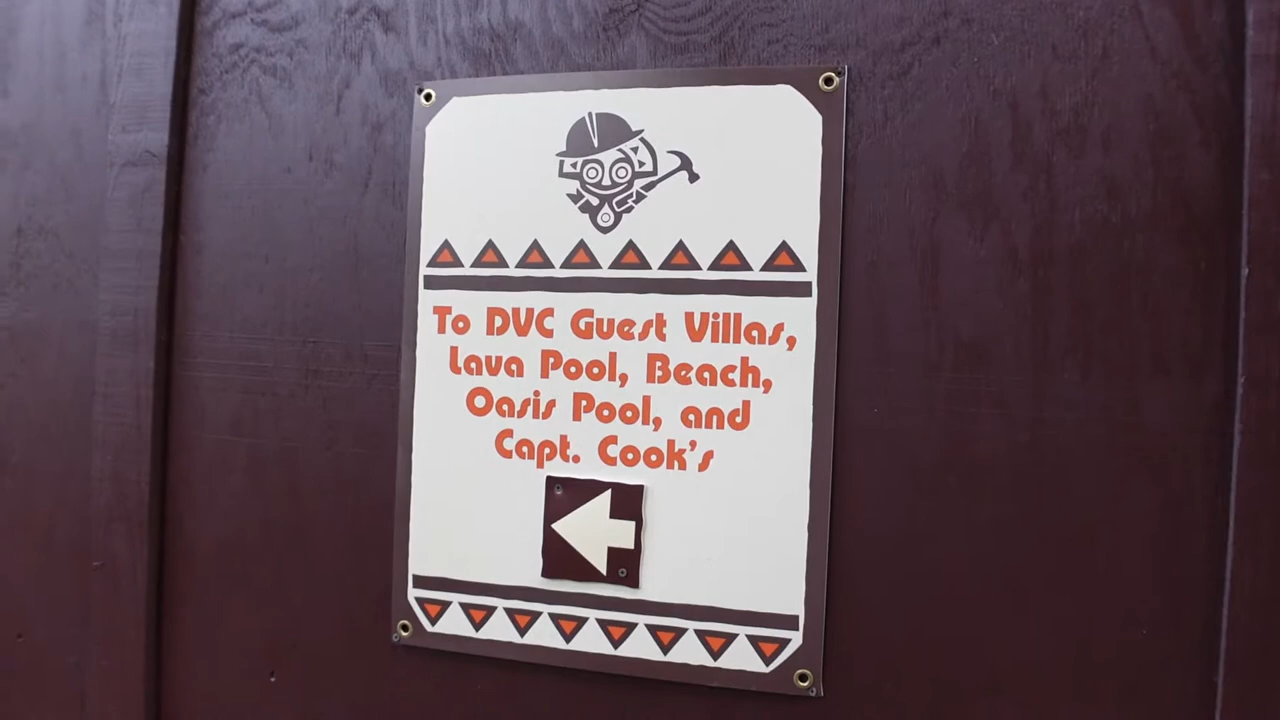 To DVC Guest Villas,
Lava Pool, Beach,
Oasis Pool, and
Capt. Cook's